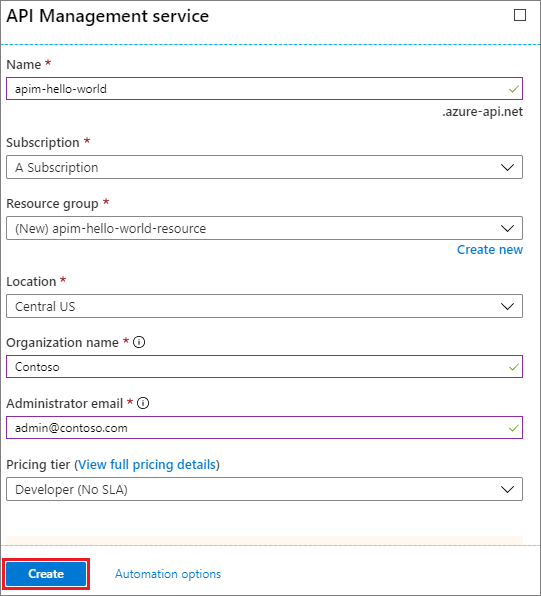 API Management service
Name *
apim-hello-world
.azure-api.net
Subscription *
A Subscription
Resource group *
(New) apim-hello-world-resource
Create new
Location *
Central US
Organization name *
Contoso
Administrator email *
admin@contoso.com
Pricing tier (View full pricing details)
Developer (No SLA)
Create
Automation options